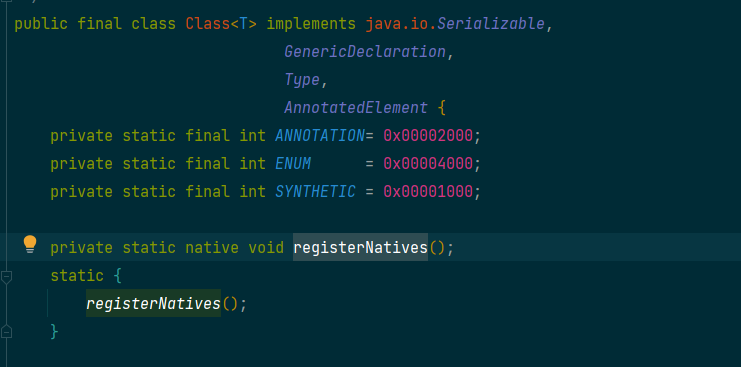 public final class Class<T> implements java.io.Serializable,
GenericDeclaration,
Type,
AnnotatedElement {
private static final int ANNOTATION= 0x00002000;
private static final int ENUM      = 0x00004000;
private static final int SYNTHETIC = 0x00001000;
private static native void registerNatives();
static {
registerNatives();
}